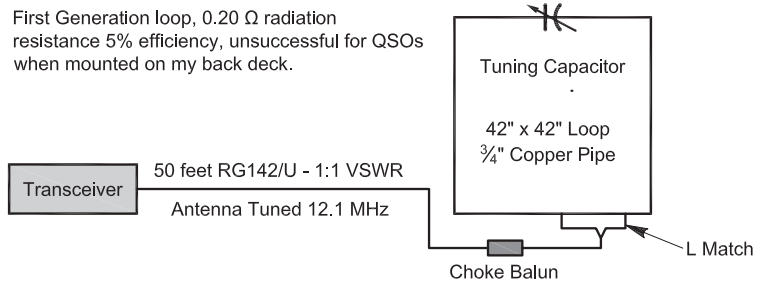 First Generation loop, 0.20 Ω radiation
resistance 5% efficiency, unsuccessful for QSOs
when mounted on my back deck.
Tuning Capacitor
42" x 42" Loop
¾" Copper Pipe
Transceiver
50 feet RG142/U - 1:1 VSWR
Antenna Tuned 12.1 MHz
Choke Balun
L Match